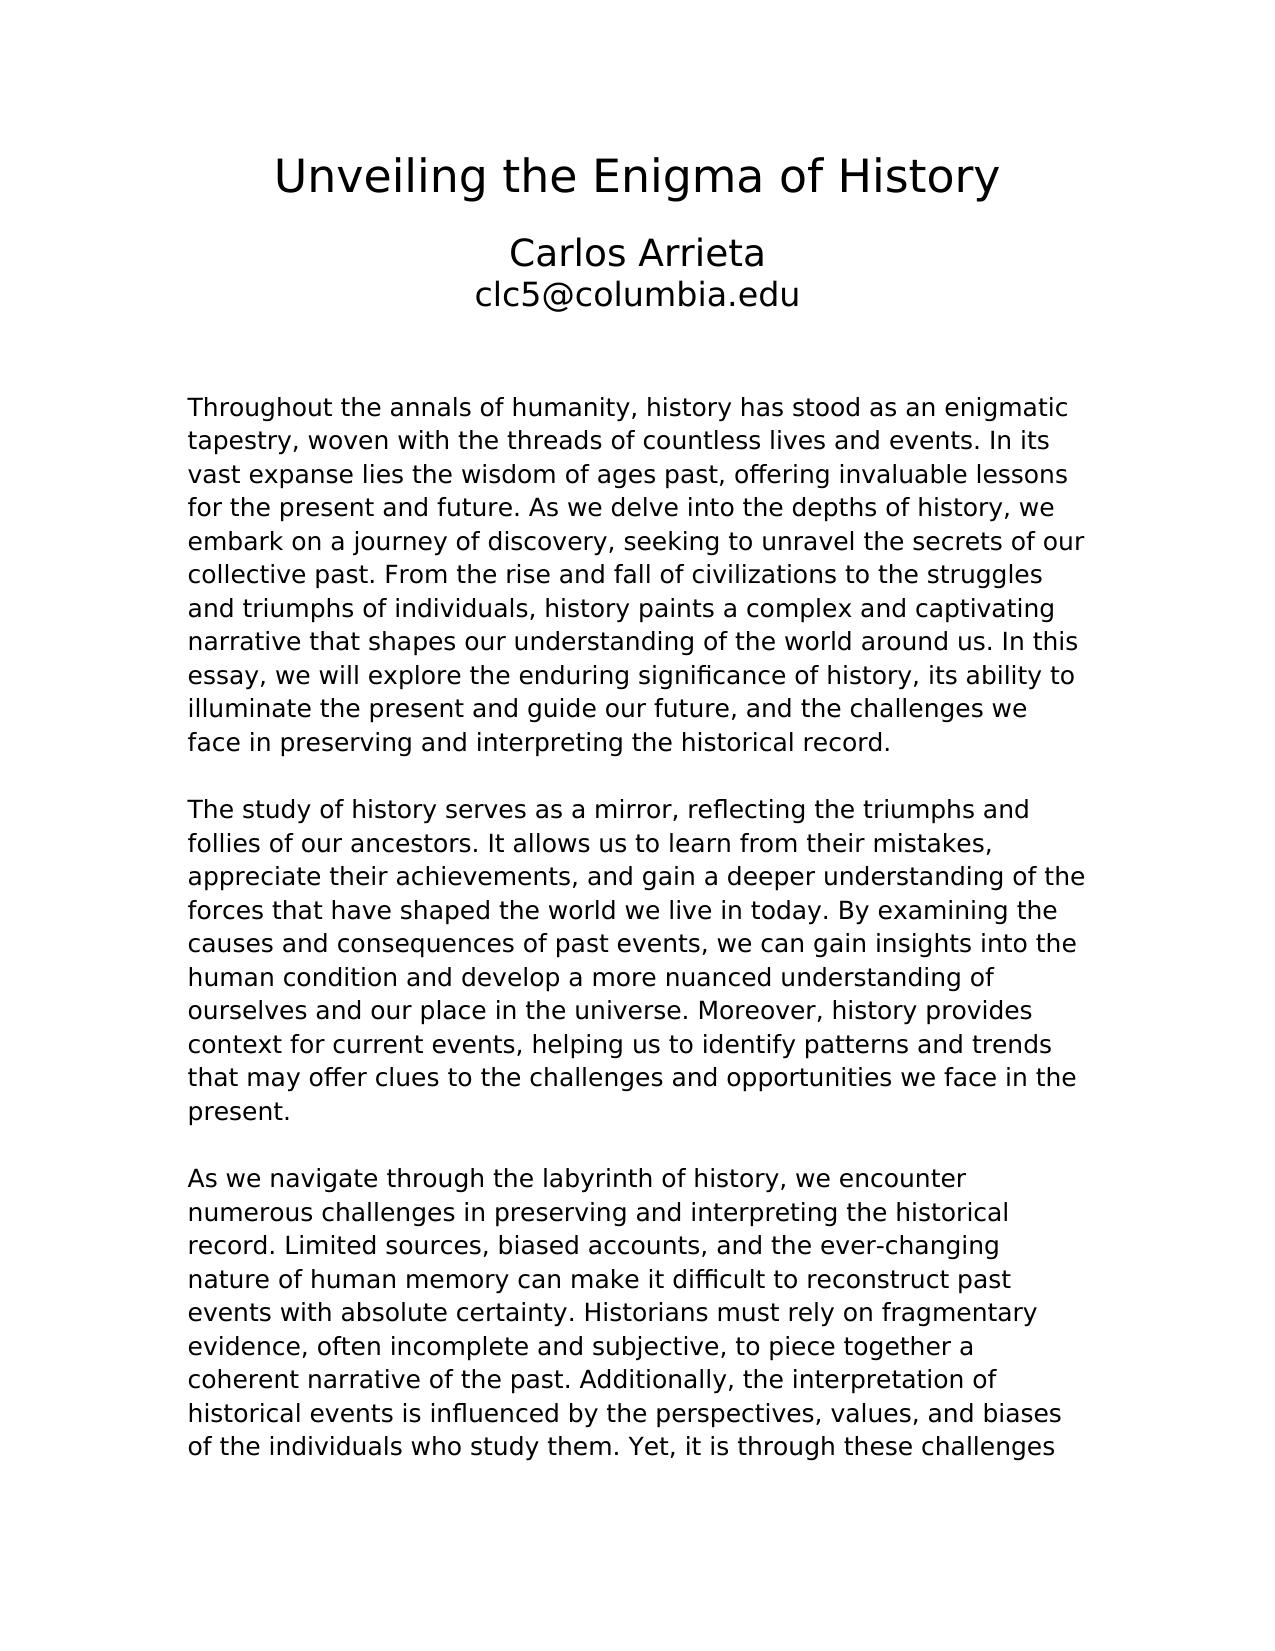 Unveiling the Enigma of History
Carlos Arrieta
clc5@columbia.edu
Throughout the annals of humanity, history has stood as an enigmatic
tapestry, woven with the threads of countless lives and events. In its
vast expanse lies the wisdom of ages past, offering invaluable lessons
for the present and future. As we delve into the depths of history, we
embark on a journey of discovery, seeking to unravel the secrets of our
collective past. From the rise and fall of civilizations to the struggles
and triumphs of individuals, history paints a complex and captivating
narrative that shapes our understanding of the world around us. In this
essay, we will explore the enduring significance of history, its ability to
illuminate the present and guide our future, and the challenges we
face in preserving and interpreting the historical record.
The study of history serves as a mirror, reflecting the triumphs and
follies of our ancestors. It allows us to learn from their mistakes,
appreciate their achievements, and gain a deeper understanding of the
forces that have shaped the world we live in today. By examining the
causes and consequences of past events, we can gain insights into the
human condition and develop a more nuanced understanding of
ourselves and our place in the universe. Moreover, history provides
context for current events, helping us to identify patterns and trends
that may offer clues to the challenges and opportunities we face in the
present.
As we navigate through the labyrinth of history, we encounter
numerous challenges in preserving and interpreting the historical
record. Limited sources, biased accounts, and the ever-changing
nature of human memory can make it difficult to reconstruct past
events with absolute certainty. Historians must rely on fragmentary
evidence, often incomplete and subjective, to piece together a
coherent narrative of the past. Additionally, the interpretation of
historical events is influenced by the perspectives, values, and biases
of the individuals who study them. Yet, it is through these challenges